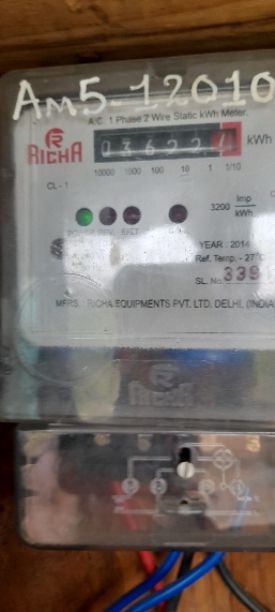 Am5-12010
A.C. 1 Phase 2 Wire Static kWh Meter.
RICHA
kWh
10000 1000 100 10 1 1/10
CL - 1
3200 Imp/kWh
YEAR : 2014
Ref. Temp. - 27°C
SL. No. 339
MFRS. : RICHA EQUIPMENTS PVT. LTD. DELHI, (INDIA
RICHA